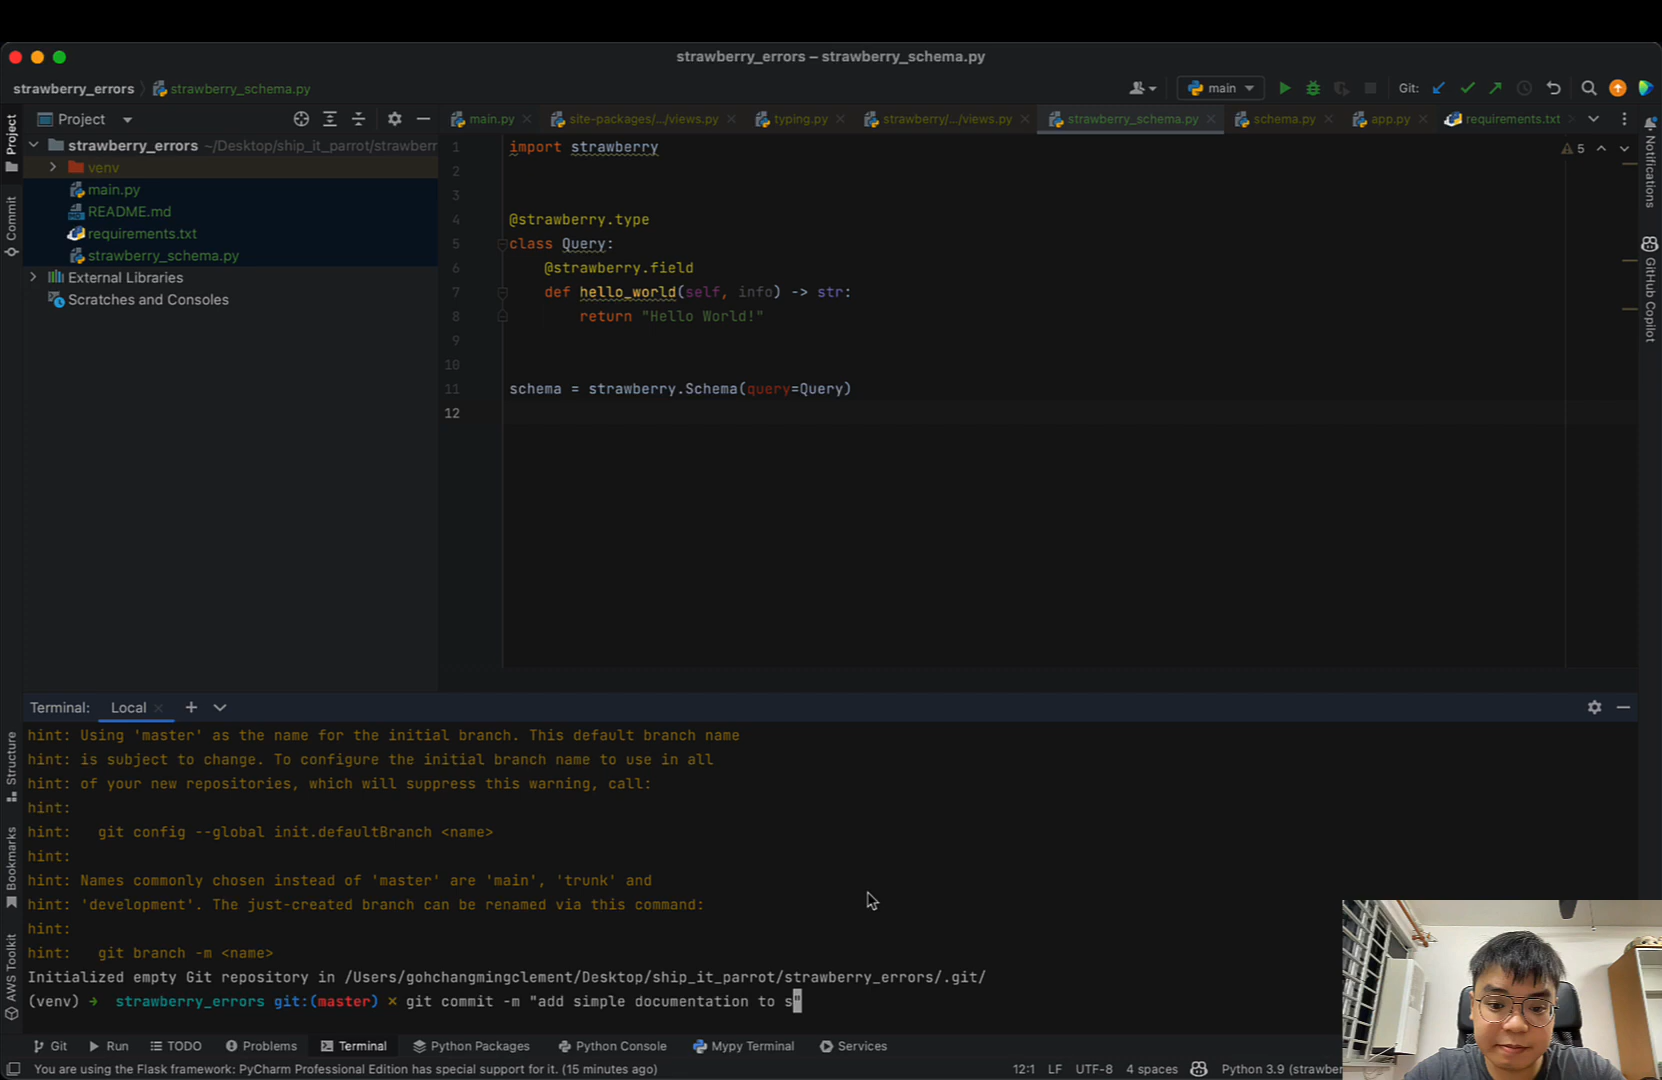 strawberry_errors – strawberry_schema.py
strawberry_errors
strawberry_schema.py
main
Git:
Project
main.py
site-packages/.../views.py
typing.py
strawberry/.../views.py
strawberry_schema.py
schema.py
app.py
requirements.txt
Project
Commit
strawberry_errors ~/Desktop/ship_it_parrot/strawberr
venv
main.py
README.md
requirements.txt
strawberry_schema.py
External Libraries
Scratches and Consoles
1 import strawberry
2
3
4 @strawberry.type
5 class Query:
6 @strawberry.field
7 def hello_world(self, info) -> str:
8 return "Hello World!"
9
10
11 schema = strawberry.Schema(query=Query)
12
5
Notifications
GitHub Copilot
Terminal: Local
Structure
Bookmarks
AWS Toolkit
hint: Using 'master' as the name for the initial branch. This default branch name
hint: is subject to change. To configure the initial branch name to use in all
hint: of your new repositories, which will suppress this warning, call:
hint:
hint: git config --global init.defaultBranch <name>
hint:
hint: Names commonly chosen instead of 'master' are 'main', 'trunk' and
hint: 'development'. The just-created branch can be renamed via this command:
hint:
hint: git branch -m <name>
Initialized empty Git repository in /Users/gohchangmingclement/Desktop/ship_it_parrot/strawberry_errors/.git/
(venv) → strawberry_errors git:(master) × git commit -m "add simple documentation to s"
Git
Run
TODO
Problems
Terminal
Python Packages
Python Console
Mypy Terminal
Services
You are using the Flask framework: PyCharm Professional Edition has special support for it. (15 minutes ago)
12:1 LF UTF-8 4 spaces Python 3.9 (strawber